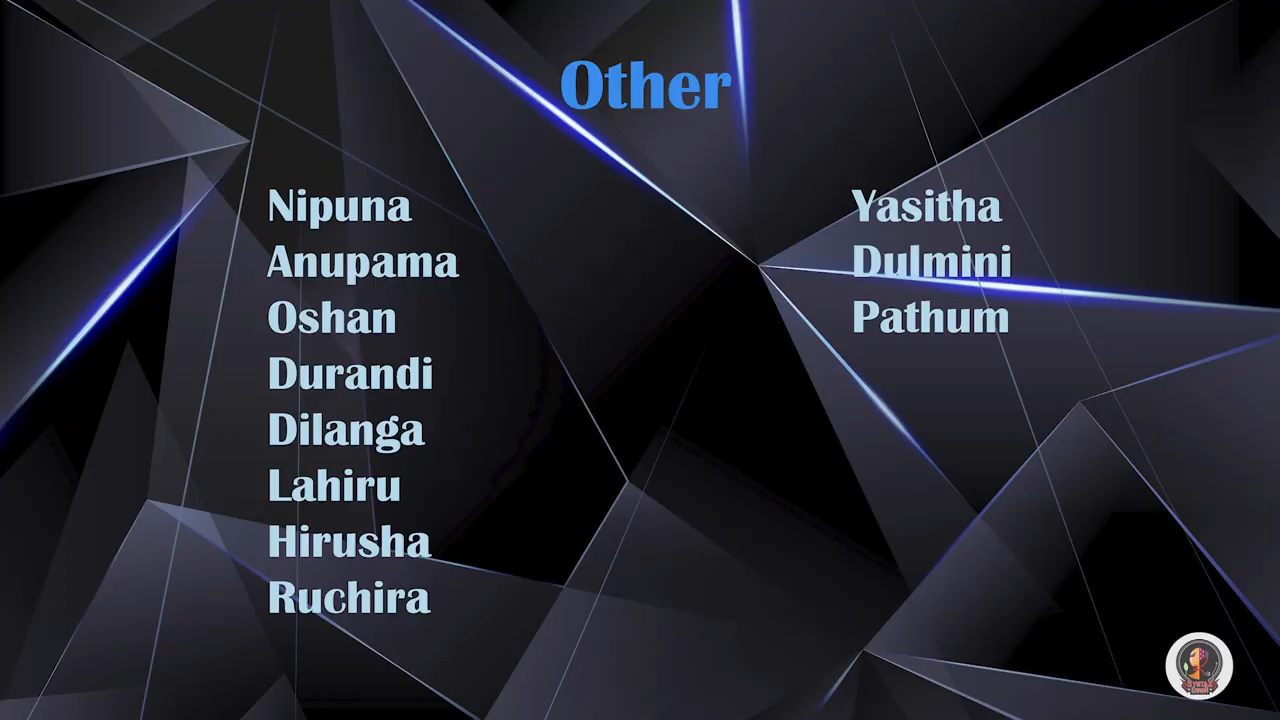 Other
Nipuna
Anupama
Oshan
Durandi
Dilanga
Lahiru
Hirusha
Ruchira
Yasitha
Dulmini
Pathum